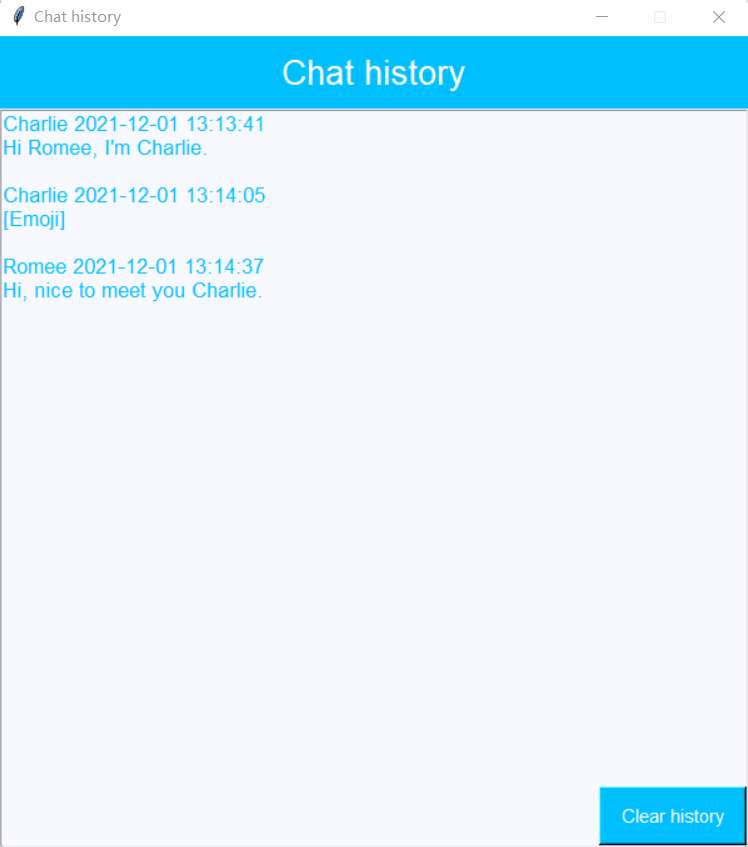 Chat history
Chat history
Charlie 2021-12-01 13:13:41
Hi Romee, I'm Charlie.
Charlie 2021-12-01 13:14:05
[Emoji]
Romee 2021-12-01 13:14:37
Hi, nice to meet you Charlie.
Clear history